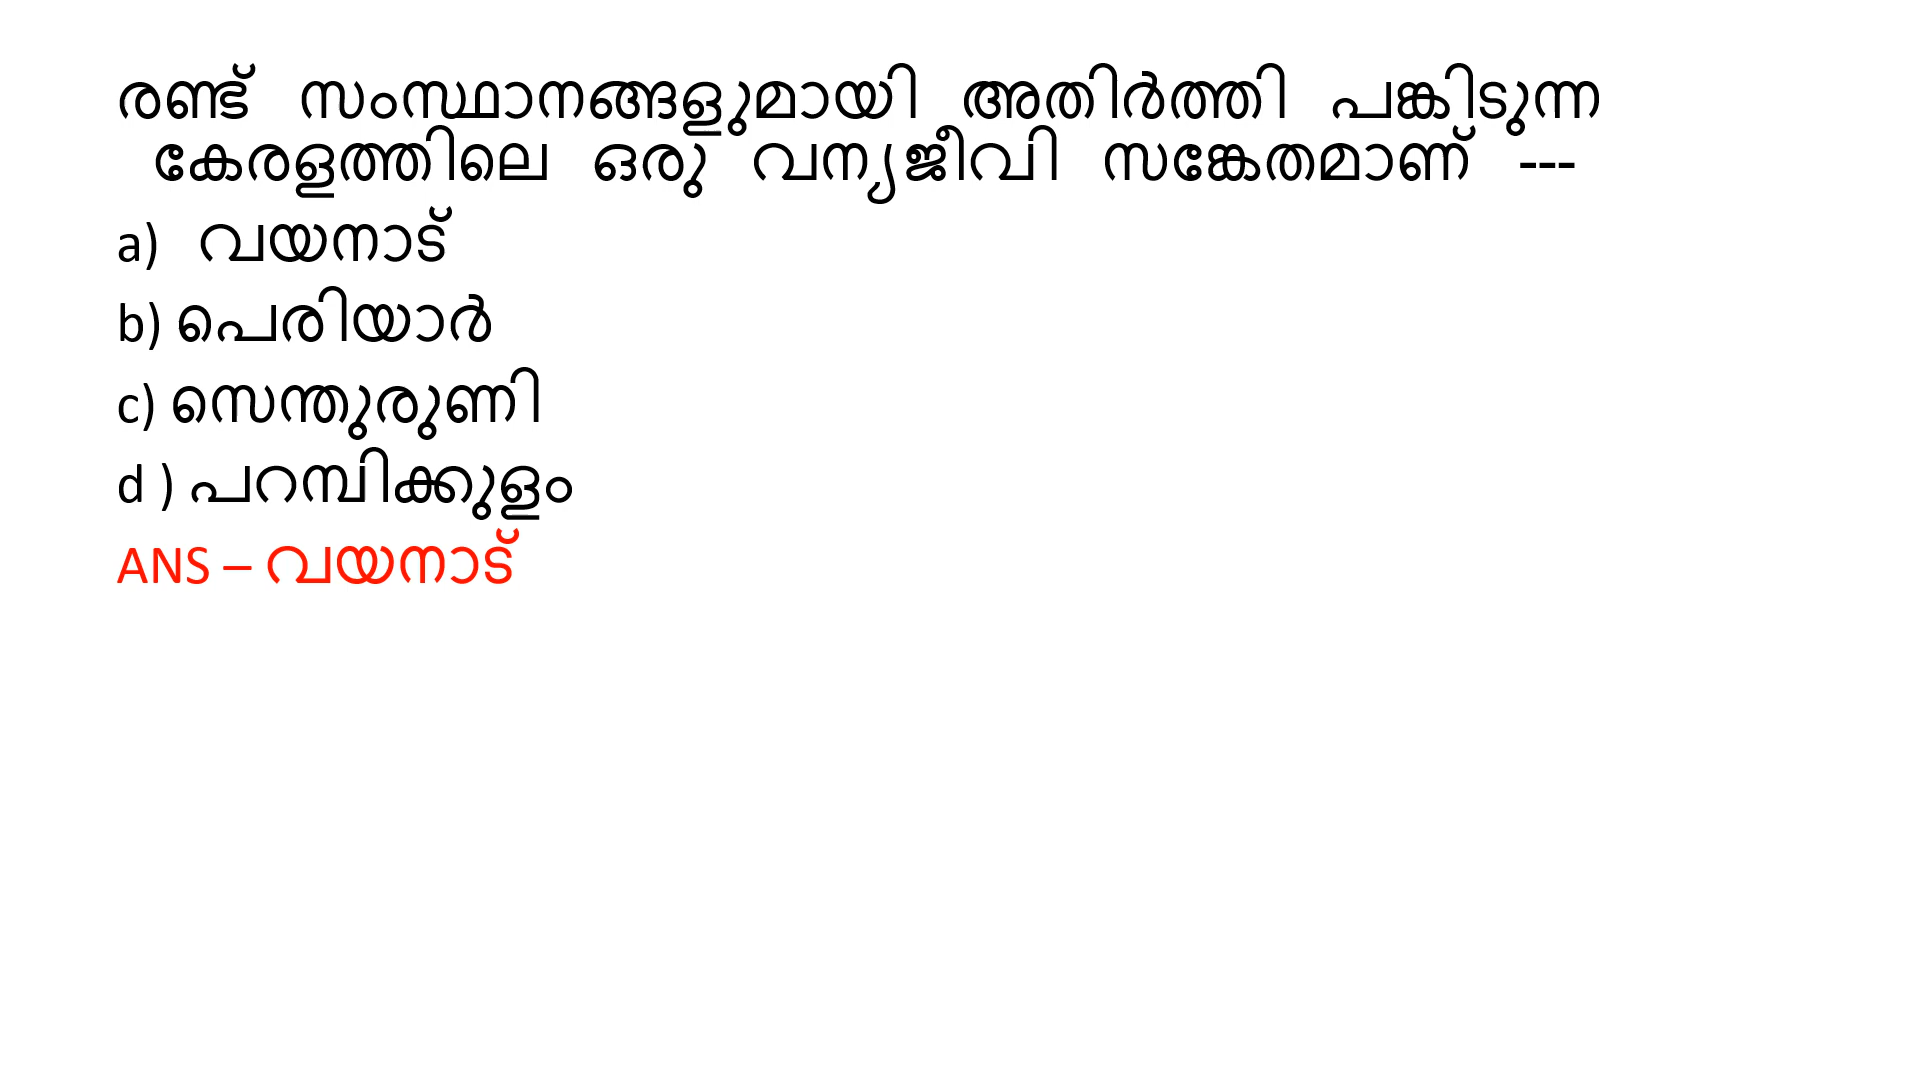 രണ്ട് സംസ്ഥാനങ്ങളുമായി അതിർത്തി പങ്കിടുന്ന
കേരളത്തിലെ ഒരു വന്യജീവി സങ്കേതമാണ് ---
a) വയനാട്
b) പെരിയാർ
c) സെന്തുരുണി
d ) പറമ്പിക്കുളം
ANS – വയനാട്